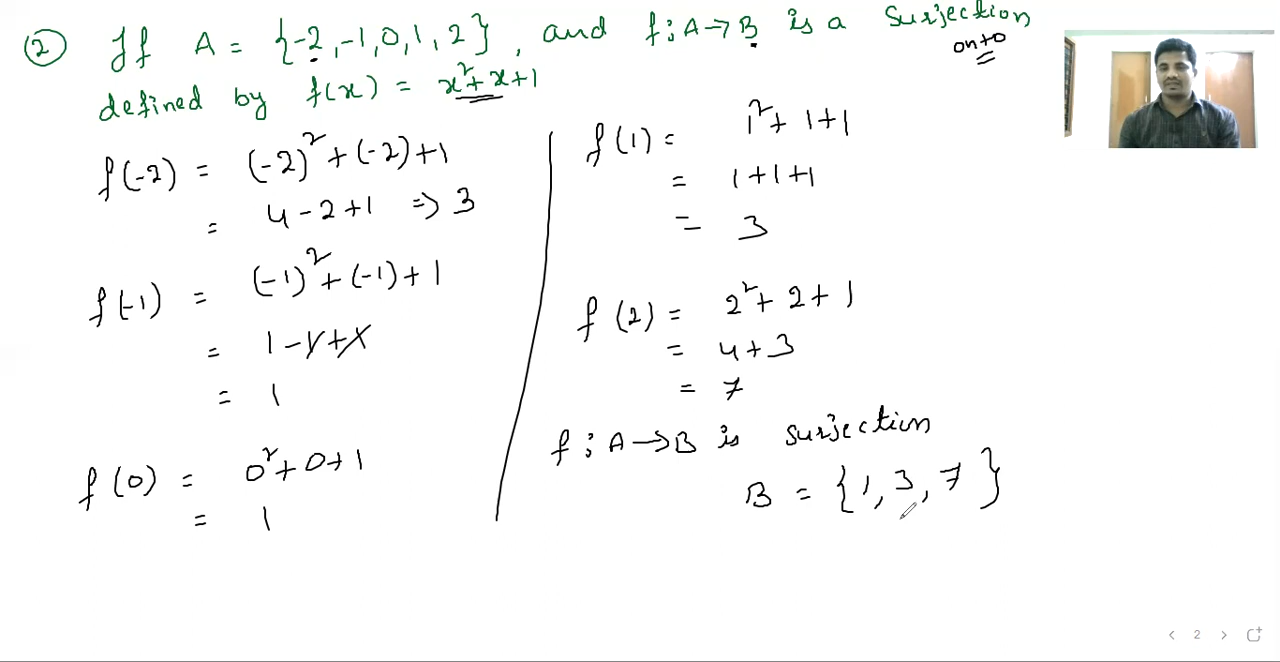 ② If A = {-2, -1, 0, 1, 2}, and f: A→B is a surjection
onto
defined by f(x) = x²+x+1
f(-2) = (-2)²+(-2)+1
= 4-2+1 ⇒ 3
f(-1) = (-1)²+(-1)+1
= 1-1+1
= 1
f(0) = 0²+0+1
= 1
f(1) = 1²+1+1
= 1+1+1
= 3
f(2) = 2²+2+1
= 4+3
= 7
f: A→B is surjection
B = {1, 3, 7}
< 2 >